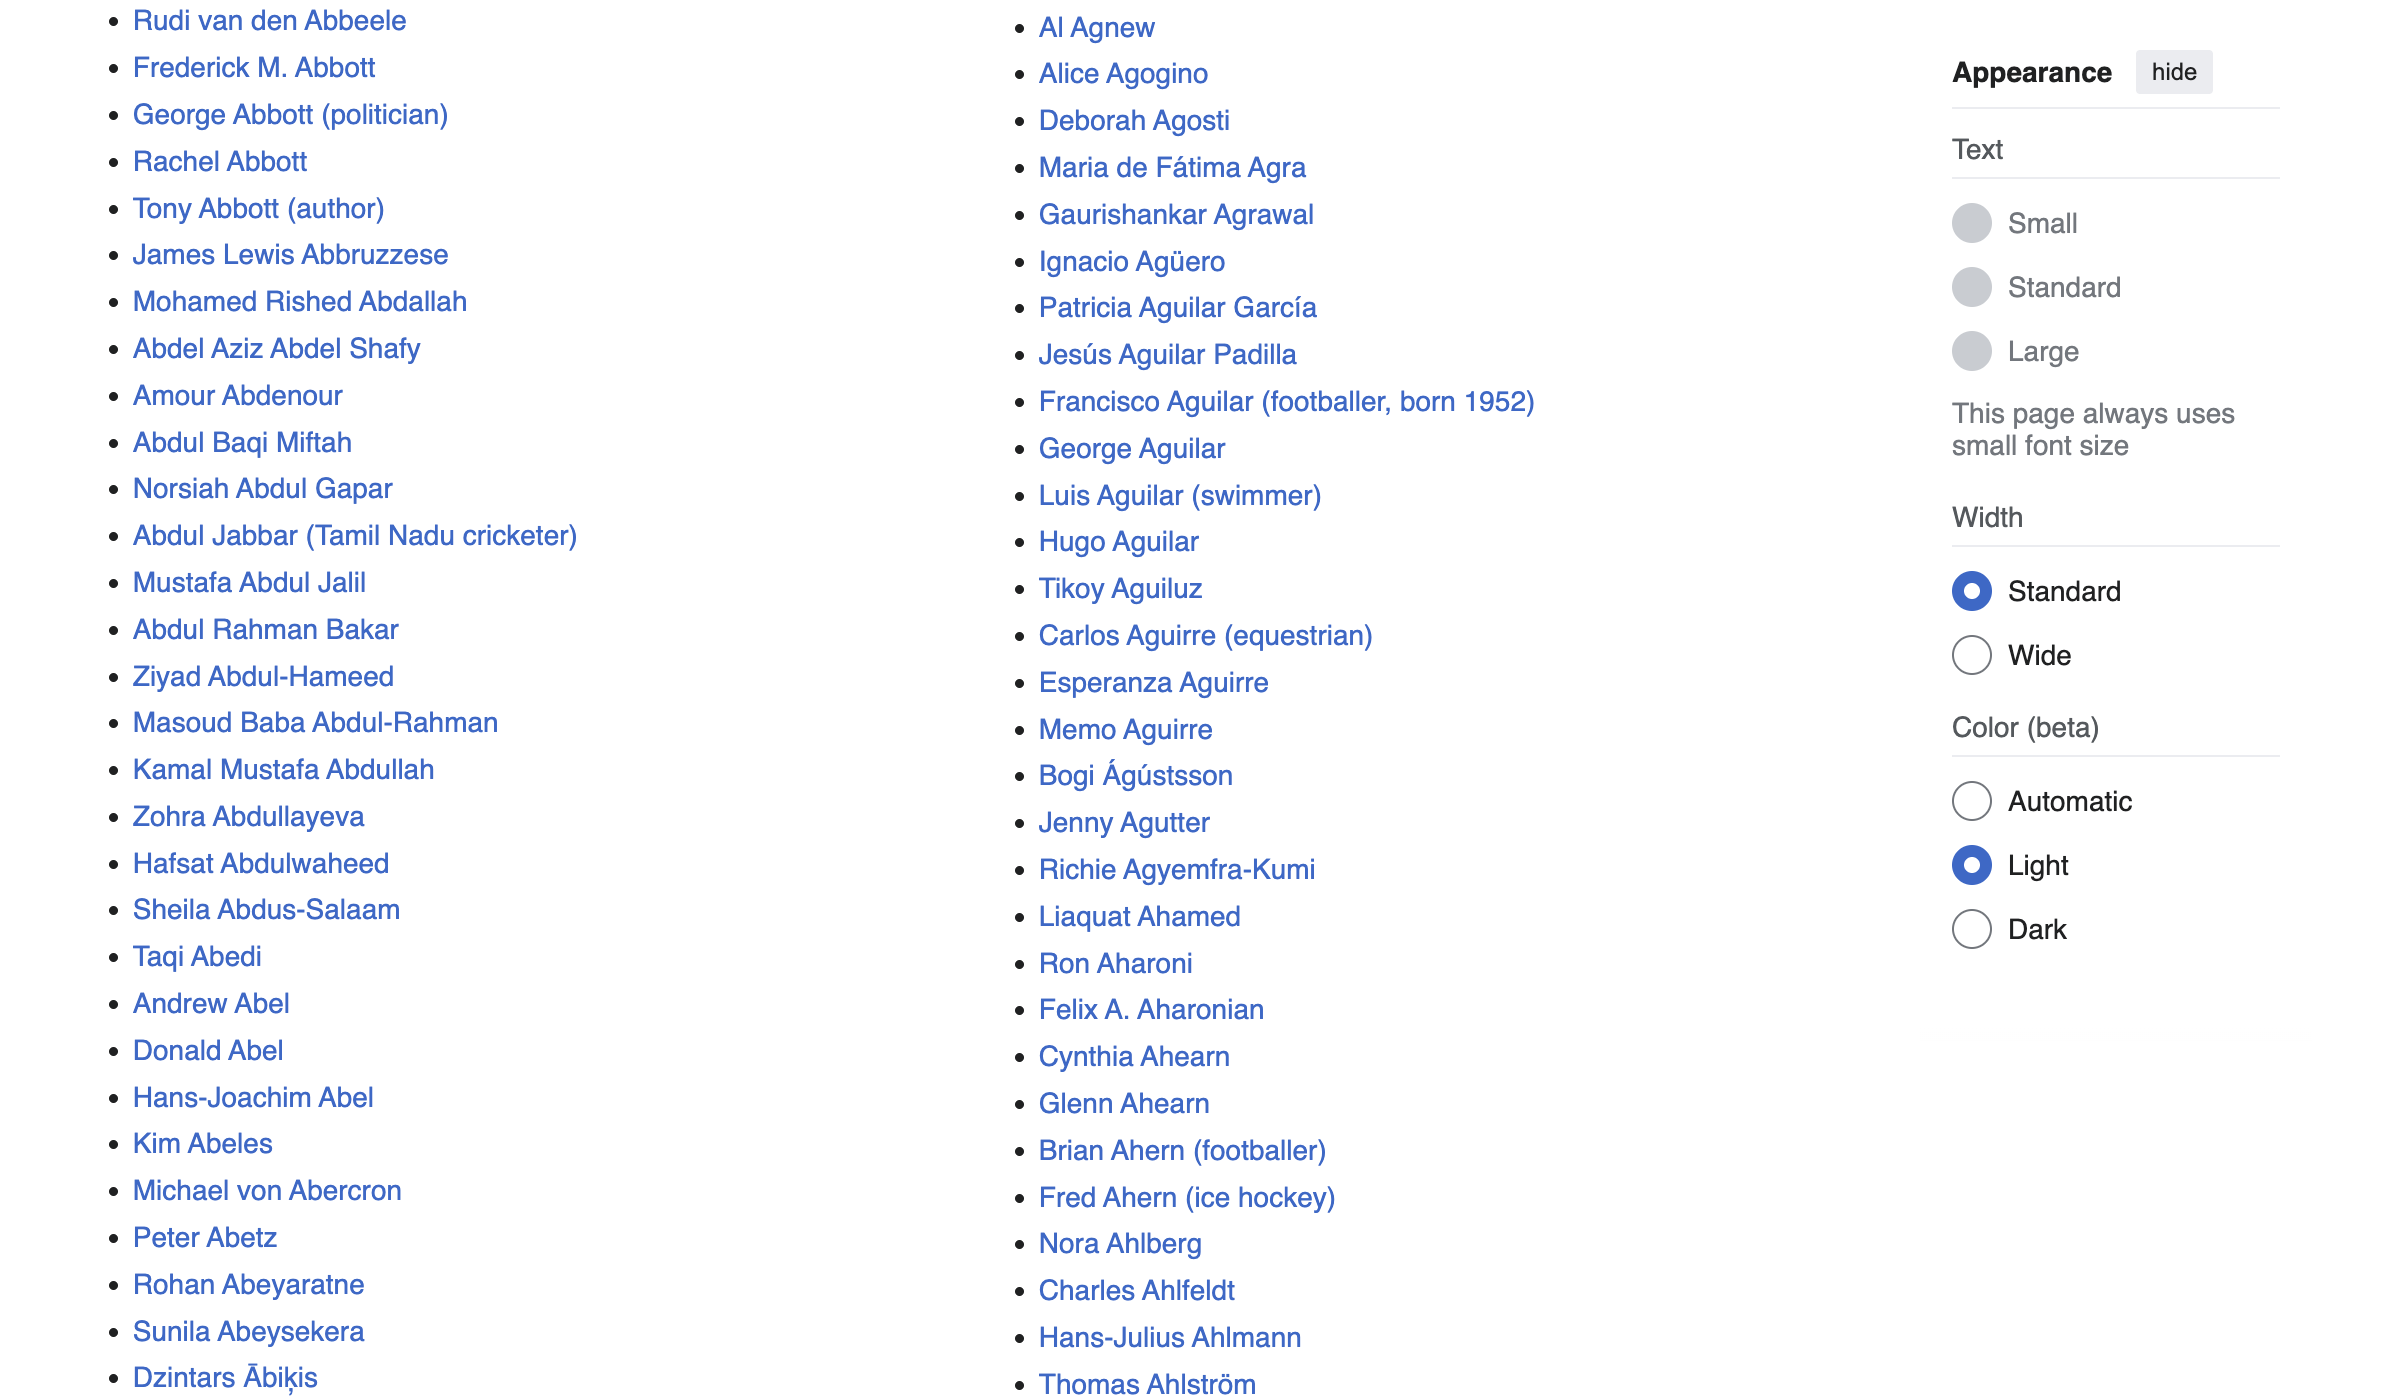 Rudi van den Abbeele
Frederick M. Abbott
George Abbott (politician)
Rachel Abbott
Tony Abbott (author)
James Lewis Abbruzzese
Mohamed Rished Abdallah
Abdel Aziz Abdel Shafy
Amour Abdenour
Abdul Baqi Miftah
Norsiah Abdul Gapar
Abdul Jabbar (Tamil Nadu cricketer)
Mustafa Abdul Jalil
Abdul Rahman Bakar
Ziyad Abdul-Hameed
Masoud Baba Abdul-Rahman
Kamal Mustafa Abdullah
Zohra Abdullayeva
Hafsat Abdulwaheed
Sheila Abdus-Salaam
Taqi Abedi
Andrew Abel
Donald Abel
Hans-Joachim Abel
Kim Abeles
Michael von Abercron
Peter Abetz
Rohan Abeyaratne
Sunila Abeysekera
Dzintars Ābiķis
Al Agnew
Alice Agogino
Deborah Agosti
Maria de Fátima Agra
Gaurishankar Agrawal
Ignacio Agüero
Patricia Aguilar García
Jesús Aguilar Padilla
Francisco Aguilar (footballer, born 1952)
George Aguilar
Luis Aguilar (swimmer)
Hugo Aguilar
Tikoy Aguiluz
Carlos Aguirre (equestrian)
Esperanza Aguirre
Memo Aguirre
Bogi Ágústsson
Jenny Agutter
Richie Agyemfra-Kumi
Liaquat Ahamed
Ron Aharoni
Felix A. Aharonian
Cynthia Ahearn
Glenn Ahearn
Brian Ahern (footballer)
Fred Ahern (ice hockey)
Nora Ahlberg
Charles Ahlfeldt
Hans-Julius Ahlmann
Thomas Ahlström
Appearance hide
Text
Small
Standard
Large
This page always uses
small font size
Width
Standard
Wide
Color (beta)
Automatic
Light
Dark